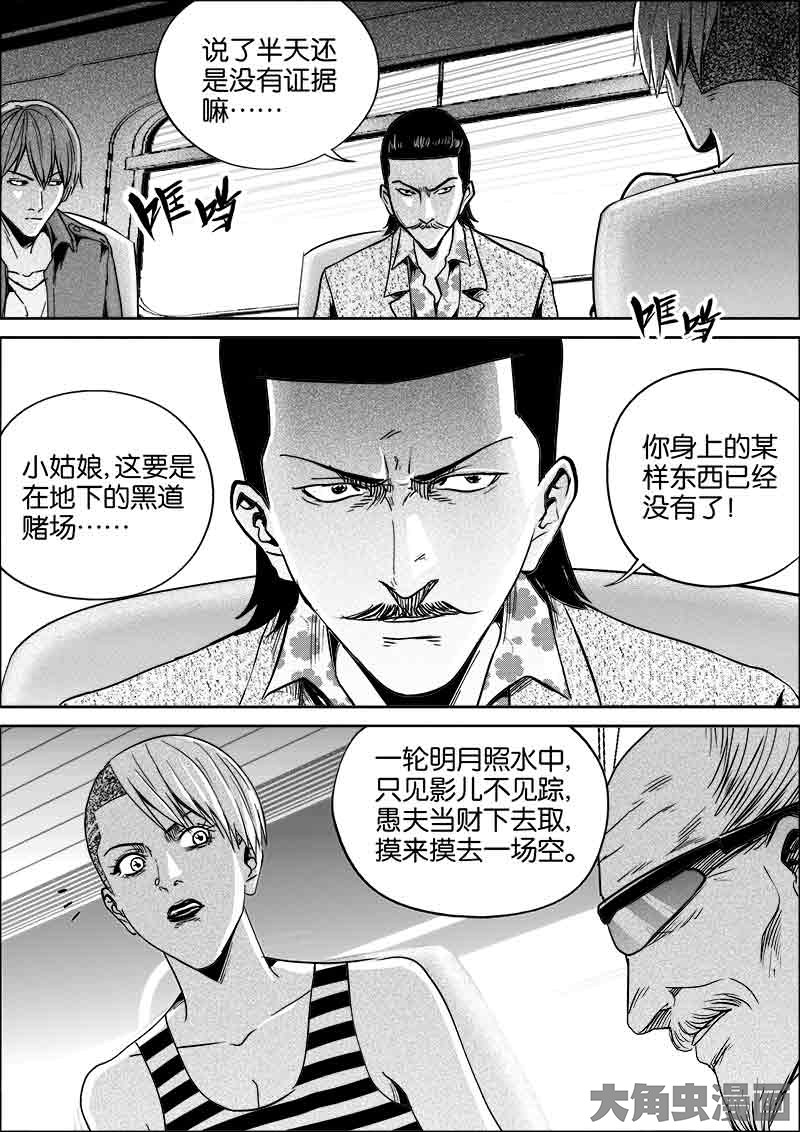 说了半天还
是没有证据
嘛……
哐哐
哐哐
小姑娘,这要是
在地下的黑道
赌场……
你身上的某
样东西已经
没有了!
一轮明月照水中,
只见影儿不见踪,
愚夫当财下去取,
摸来摸去一场空。
大角虫漫画